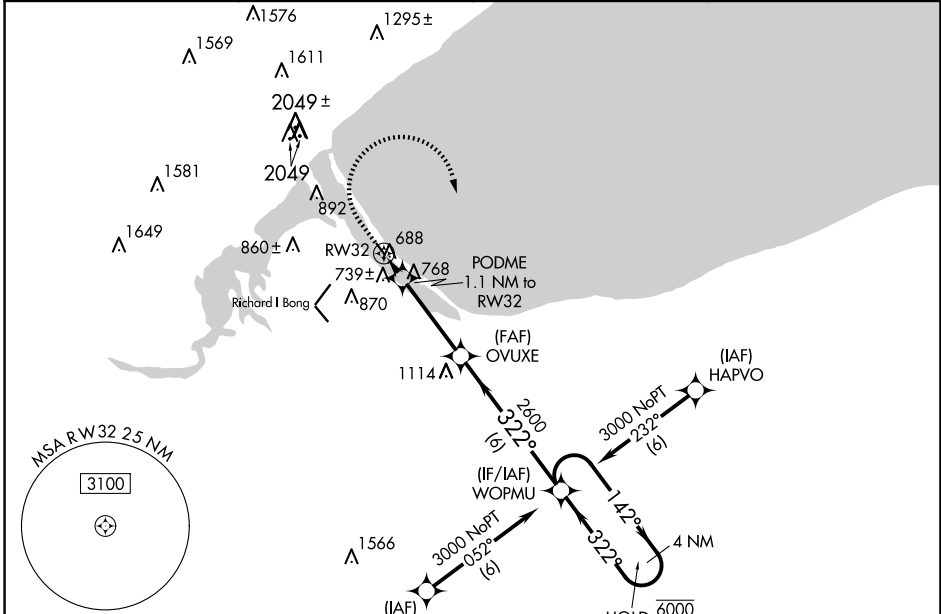 1576
1295±
1569
1611
2049 ±
2049
1581
892
1649
860 ±
RW32
688
739±
768
PODME
1.1 NM to
RW32
Richard I Bong
870
(FAF)
OVUXE
1114
(IAF)
HAPVO
2600
322°
(6)
3000 NoPT
232°
(6)
MSA RW32 25 NM
3100
(IF/IAF)
WOPMU
142°
322°
4 NM
1566
3000 NoPT
052°
(6)
(IAF)
6000